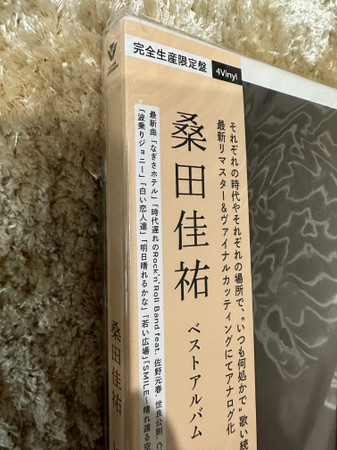 完全生産限定盤
4Vinyl
それぞれの時代やそれぞれの場所で、"いつも何処かで"歌い続
最新リマスター&ヴァイナルカッティングにてアナログ化
桑田佳祐
ベストアルバム
最新曲「なぎさホテル」「時代遅れのRock'n'Roll Band feat. 佐野元春, 世良公則, C
「波乗りジョニー」「白い恋人達」「明日晴れるかな」「若い広場」「SMILE〜晴れ渡る空
桑田佳祐